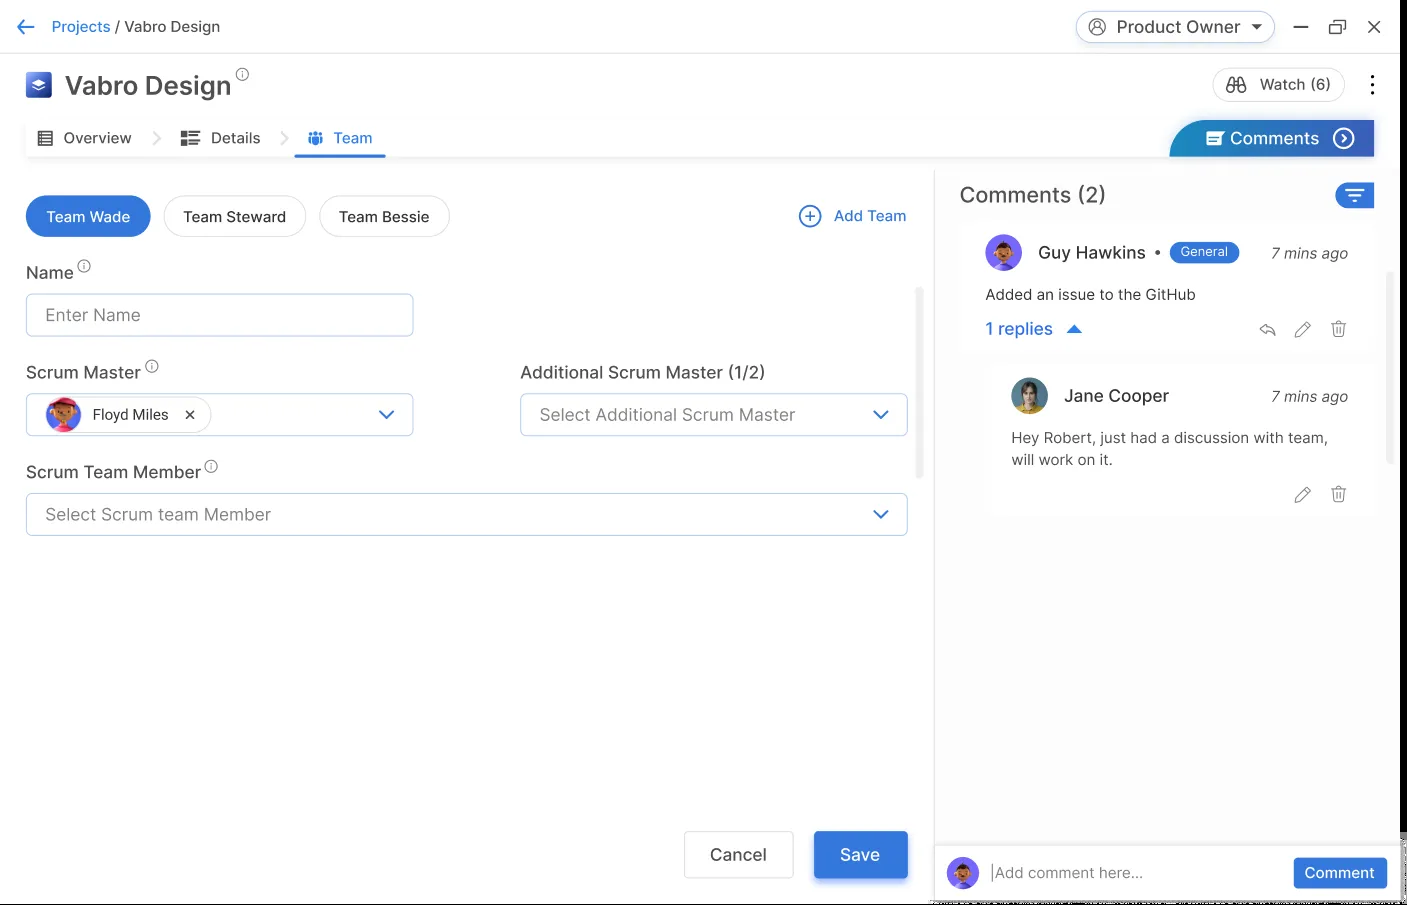 Projects / Vabro Design
Product Owner
Vabro Design
Watch (6)
Overview
Details
Team
Comments
Team Wade
Team Steward
Team Bessie
Add Team
Name
Enter Name
Scrum Master
Floyd Miles
Additional Scrum Master (1/2)
Select Additional Scrum Master
Scrum Team Member
Select Scrum team Member
Cancel
Save
Comments (2)
Guy Hawkins • General 7 mins ago
Added an issue to the GitHub
1 replies
Jane Cooper 7 mins ago
Hey Robert, just had a discussion with team,
will work on it.
Add comment here...
Comment